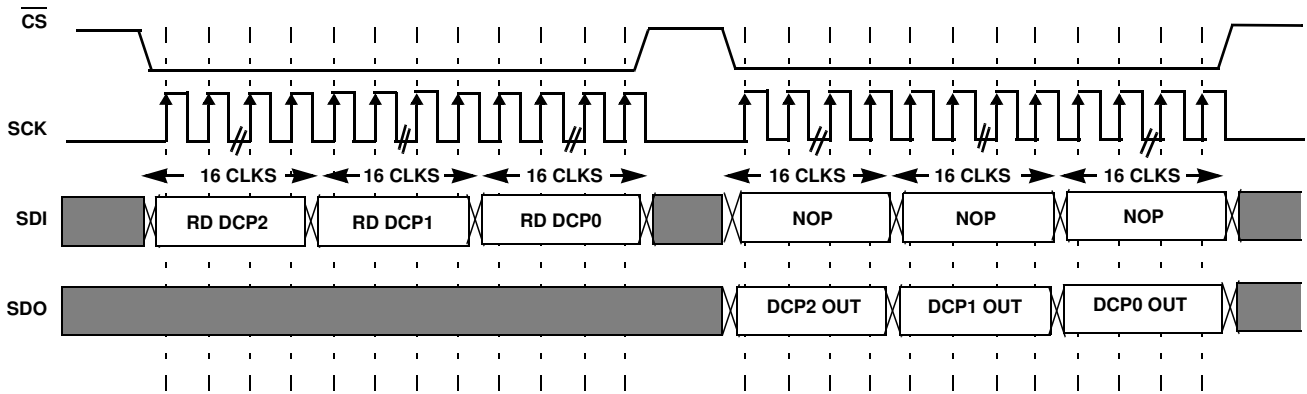 CS
SCK
16 CLKS 16 CLKS 16 CLKS 16 CLKS 16 CLKS 16 CLKS
SDI RD DCP2 RD DCP1 RD DCP0 NOP NOP NOP
SDO DCP2 OUT DCP1 OUT DCP0 OUT